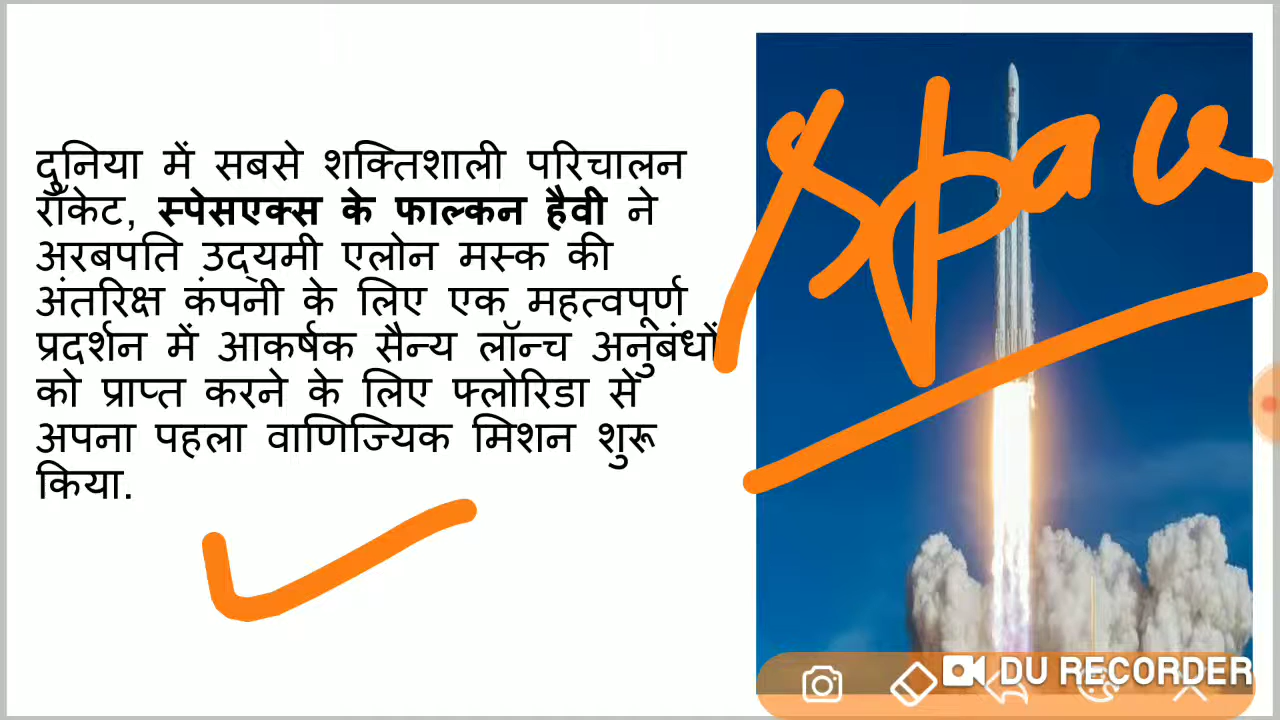 दुनिया में सबसे शक्तिशाली परिचालन
रॉकेट, स्पेसएक्स के फाल्कन हैवी ने
अरबपति उद्यमी एलोन मस्क की
अंतरिक्ष कंपनी के लिए एक महत्वपूर्ण
प्रदर्शन में आकर्षक सैन्य लॉन्च अनुबंधों
को प्राप्त करने के लिए फ्लोरिडा से
अपना पहला वाणिज्यिक मिशन शुरू
किया.
DU RECORDER